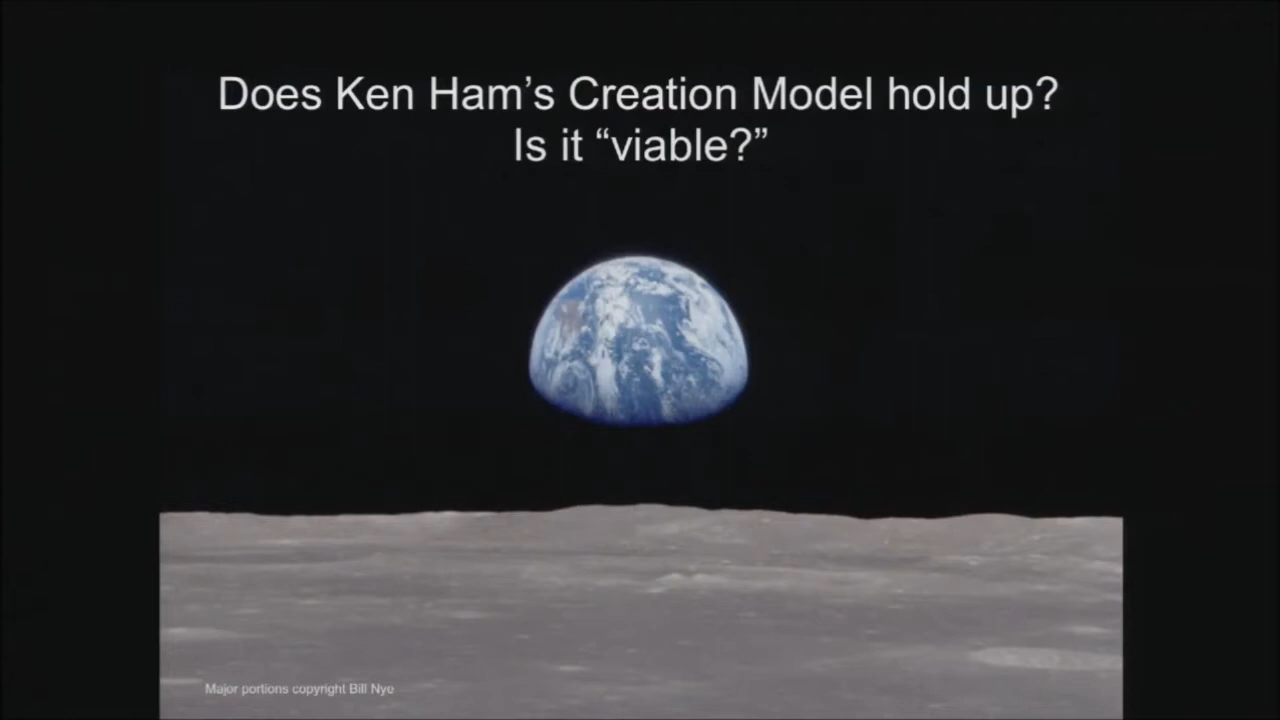 Does Ken Ham’s Creation Model hold up?
Is it “viable?”
Major portions copyright Bill Nye